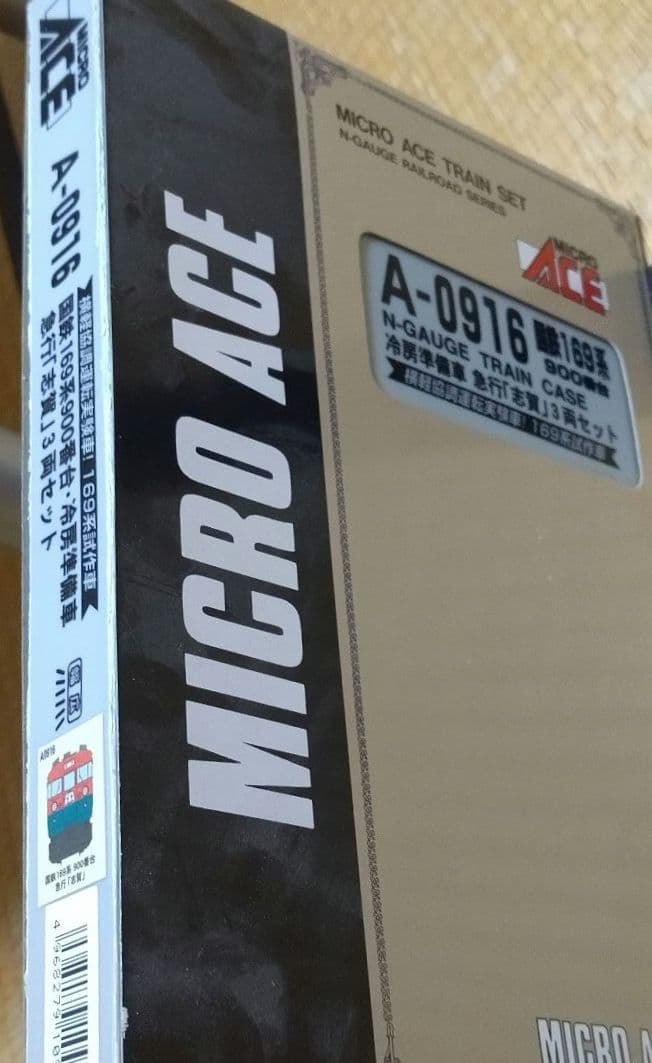 MICRO
ACE
A-0916
横軽協調運転実験車! 169系試作車
国鉄169系900番台・冷房準備車
急行「志賀」3両セット
A0916
国鉄169系 900番台
急行「志賀」
MICRO ACE
MICRO ACE TRAIN SET
N-GAUGE RAILROAD SERIES
MICRO
ACE
A-0916 国鉄169系
900番台
N-GAUGE TRAIN CASE
冷房準備車 急行「志賀」3両セット
横軽協調運転実験車! 169系試作車
MICRO